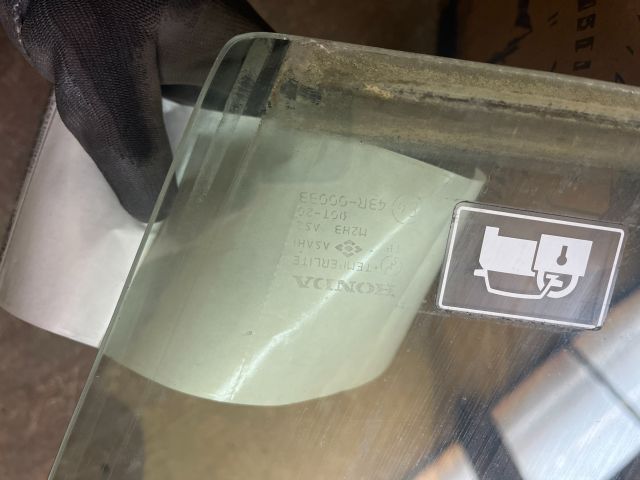 HONDA
TEMPERLITE
ASAHI
M2H3 AS2
DOT-20
43R-00033